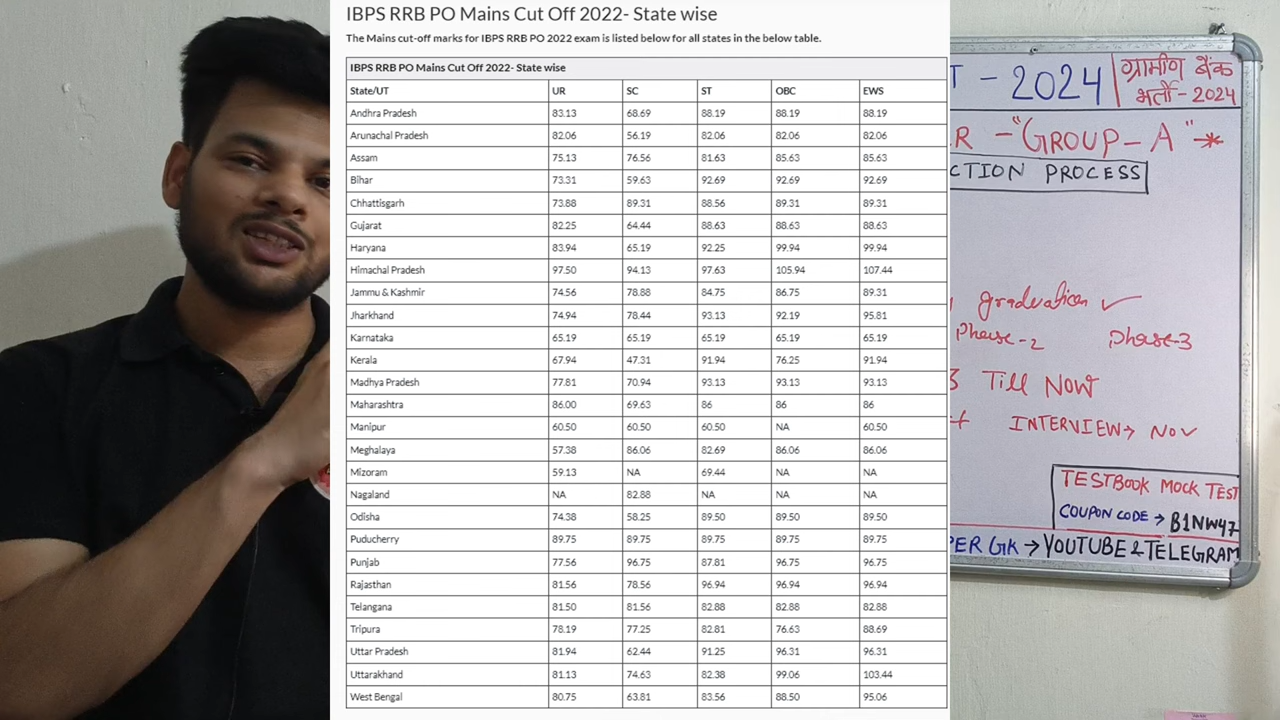 IBPS RRB PO Mains Cut Off 2022- State wise
The Mains cut-off marks for IBPS RRB PO 2022 exam is listed below for all states in the below table.
IBPS RRB PO Mains Cut Off 2022- State wise
State/UT UR SC ST OBC EWS
Andhra Pradesh 83.13 68.69 88.19 88.19 88.19
Arunachal Pradesh 82.06 56.19 82.06 82.06 82.06
Assam 75.13 76.56 81.63 85.63 85.63
Bihar 73.31 59.63 92.69 92.69 92.69
Chhattisgarh 73.88 89.31 88.56 89.31 89.31
Gujarat 82.25 64.44 88.63 88.63 88.63
Haryana 83.94 65.19 92.25 99.94 99.94
Himachal Pradesh 97.50 94.13 97.63 105.94 107.44
Jammu & Kashmir 74.56 78.88 84.75 86.75 89.31
Jharkhand 74.94 78.44 93.13 92.19 95.81
Karnataka 65.19 65.19 65.19 65.19 65.19
Kerala 67.94 47.31 91.94 76.25 91.94
Madhya Pradesh 77.81 70.94 93.13 93.13 93.13
Maharashtra 86.00 69.63 86 86 86
Manipur 60.50 60.50 60.50 NA 60.50
Meghalaya 57.38 86.06 82.69 86.06 86.06
Mizoram 59.13 NA 69.44 NA NA
Nagaland NA 82.88 NA NA NA
Odisha 74.38 58.25 89.50 89.50 89.50
Puducherry 89.75 89.75 89.75 89.75 89.75
Punjab 77.56 96.75 87.81 96.75 96.75
Rajasthan 81.56 78.56 96.94 96.94 96.94
Telangana 81.50 81.56 82.88 82.88 82.88
Tripura 78.19 77.25 82.81 76.63 88.69
Uttar Pradesh 81.94 62.44 91.25 96.31 96.31
Uttarakhand 81.13 74.63 82.38 99.06 103.44
West Bengal 80.75 63.81 83.56 88.50 95.06
T - 2024
ग्रामीण बैंक
भर्ती - 2024
R - "GROUP - A" *
CTION PROCESS
graduation ✓
Phase-2 Phase-3
3 Till Now
INTERVIEW → NOV
TESTBOOK MOCK TEST
COUPON CODE → B1NW47
PER GK → YOUTUBE & TELEGRAM